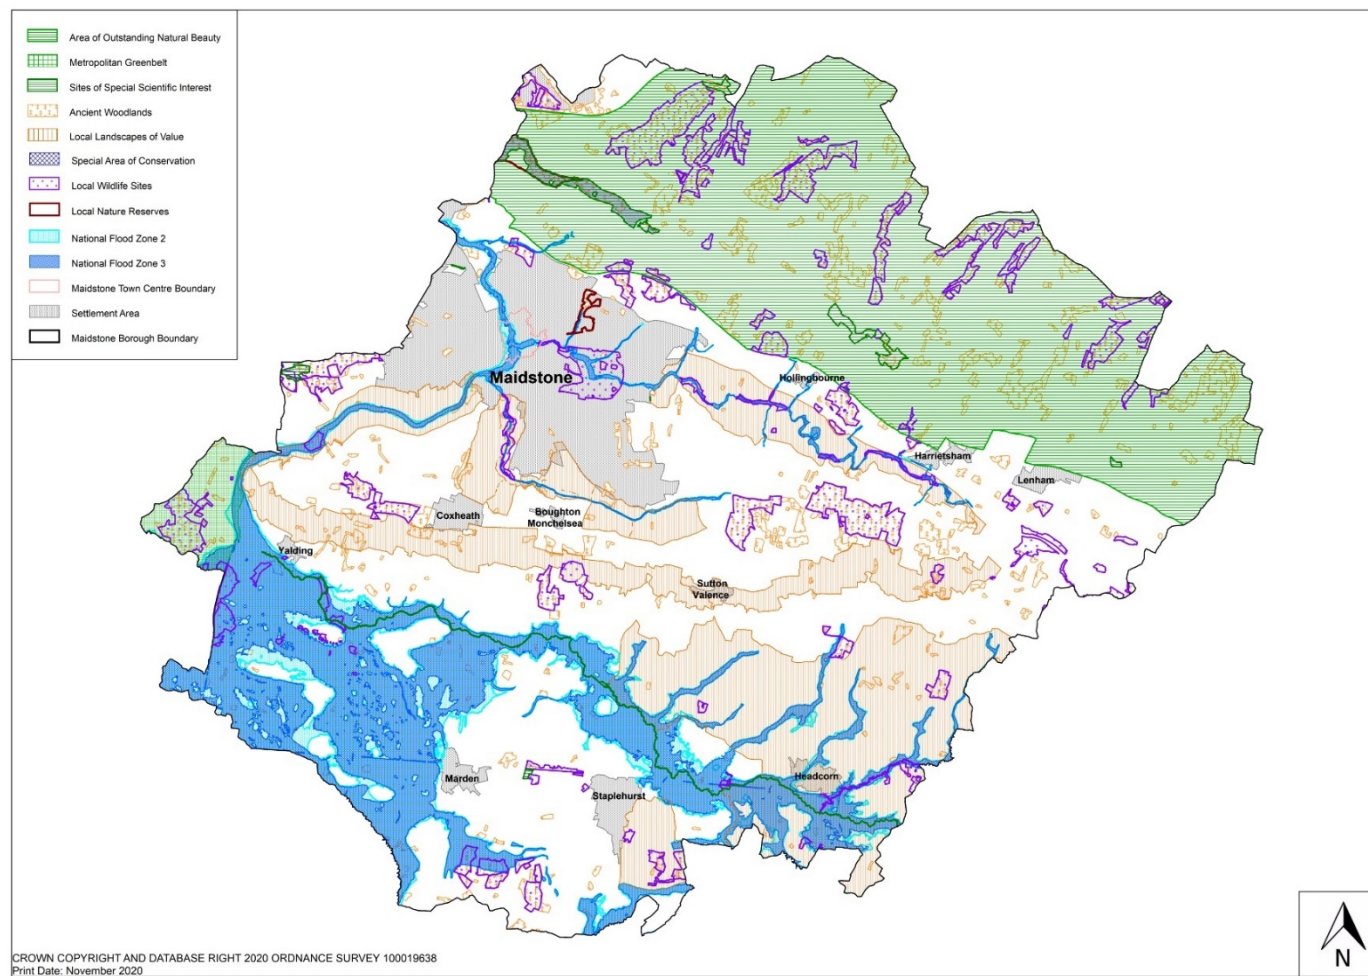 Area of Outstanding Natural Beauty
Metropolitan Greenbelt
Sites of Special Scientific Interest
Ancient Woodlands
Local Landscapes of Value
Special Area of Conservation
Local Wildlife Sites
Local Nature Reserves
National Flood Zone 2
National Flood Zone 3
Maidstone Town Centre Boundary
Settlement Area
Maidstone Borough Boundary
Maidstone
Hollingbourne
Harrietsham
Lenham
Coxheath
Boughton
Monchelsea
Yalding
Sutton
Valence
Marden
Headcorn
Staplehurst
CROWN COPYRIGHT AND DATABASE RIGHT 2020 ORDNANCE SURVEY 100019638
Print Date: November 2020
N